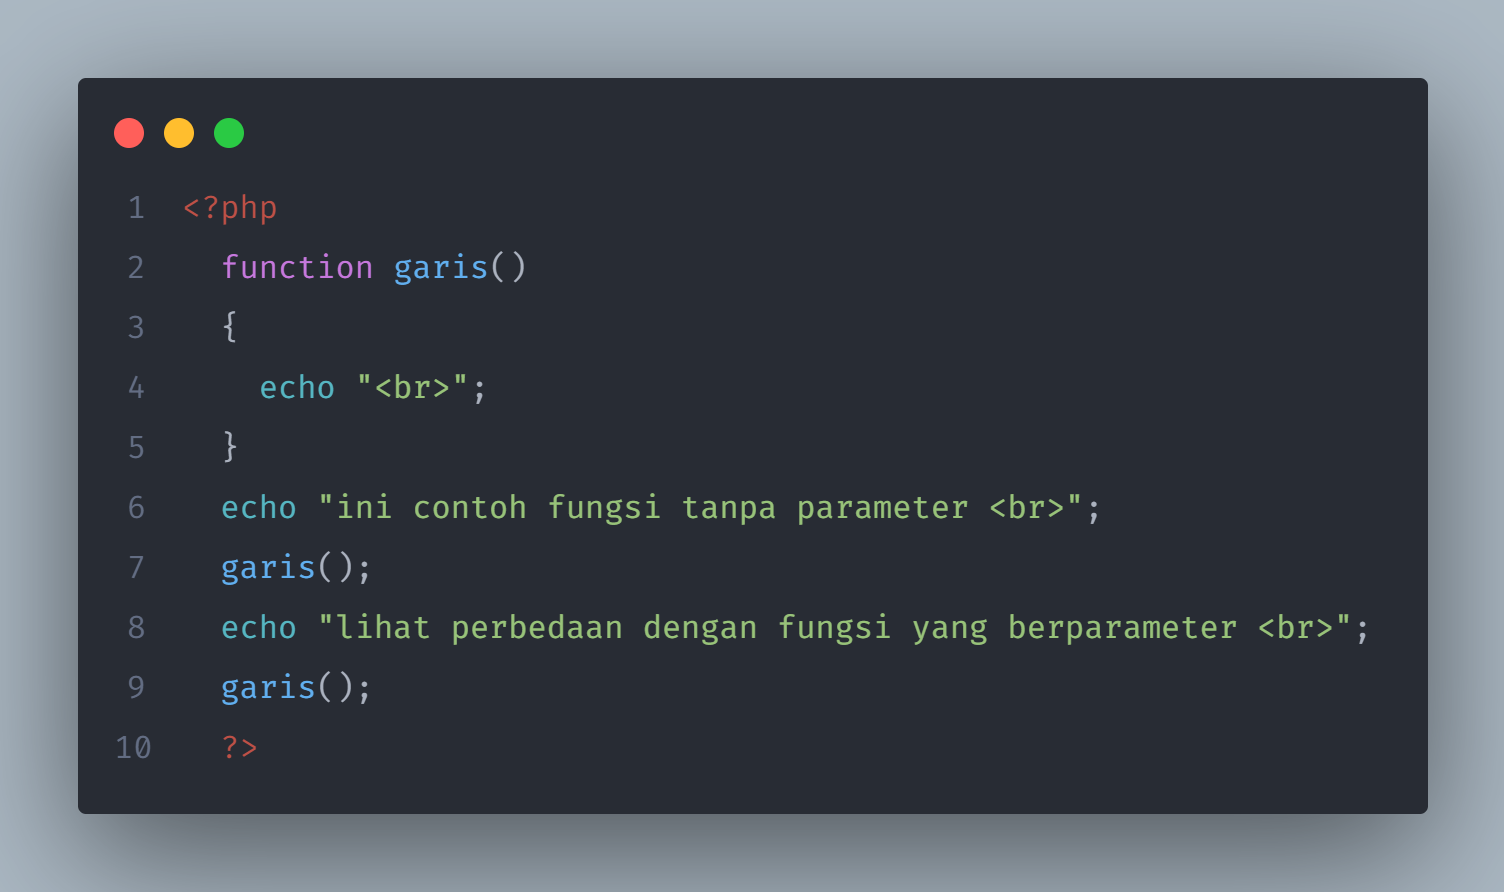 1 <?php
2   function garis()
3   {
4     echo "<br>";
5   }
6   echo "ini contoh fungsi tanpa parameter <br>";
7   garis();
8   echo "lihat perbedaan dengan fungsi yang berparameter <br>";
9   garis();
10   ?>